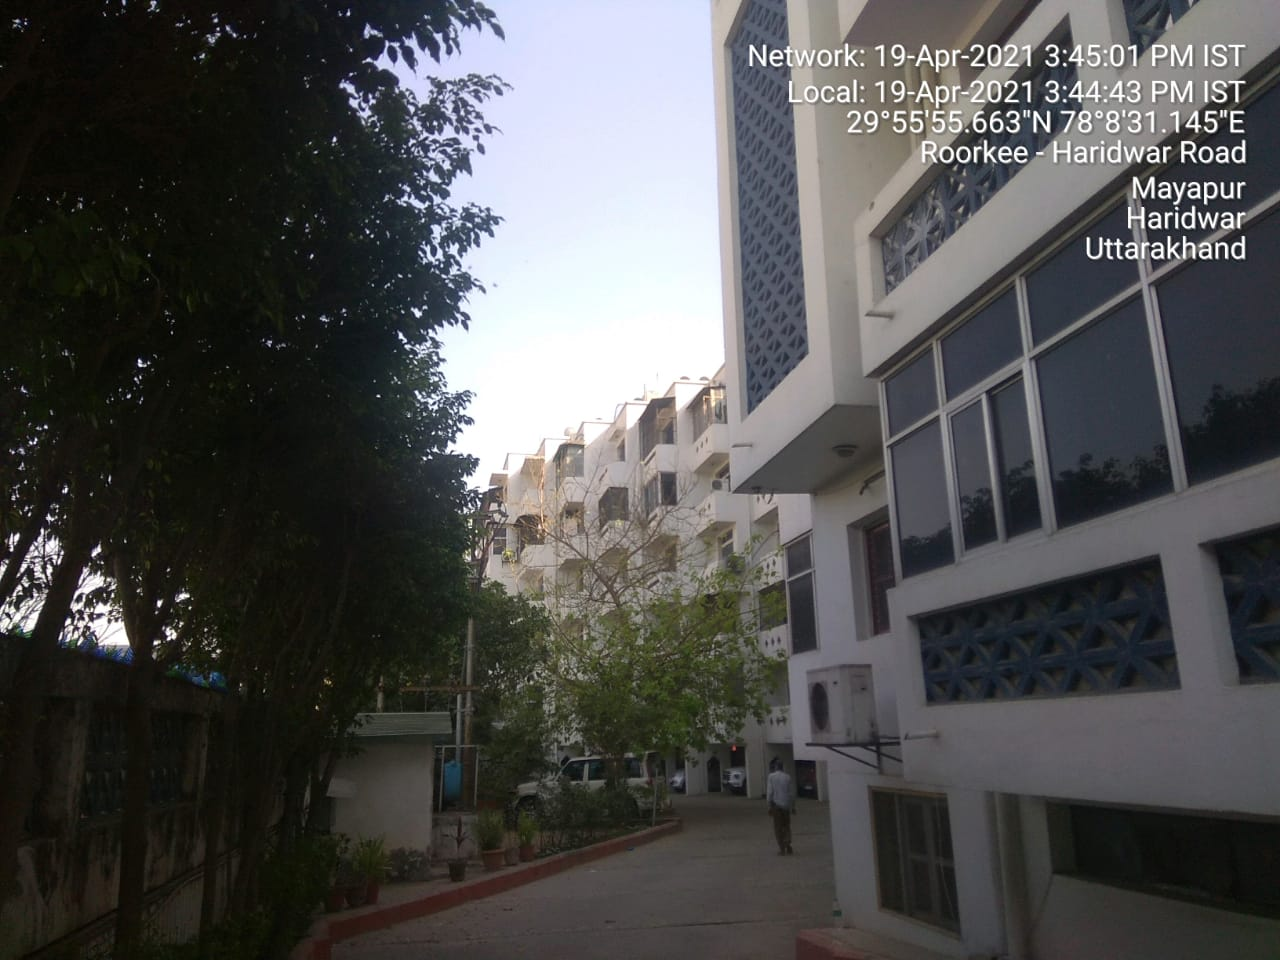 Network: 19-Apr-2021 3:45:01 PM IST
Local: 19-Apr-2021 3:44:43 PM IST
29°55'55.663"N 78°8'31.145"E
Roorkee - Haridwar Road
Mayapur
Haridwar
Uttarakhand